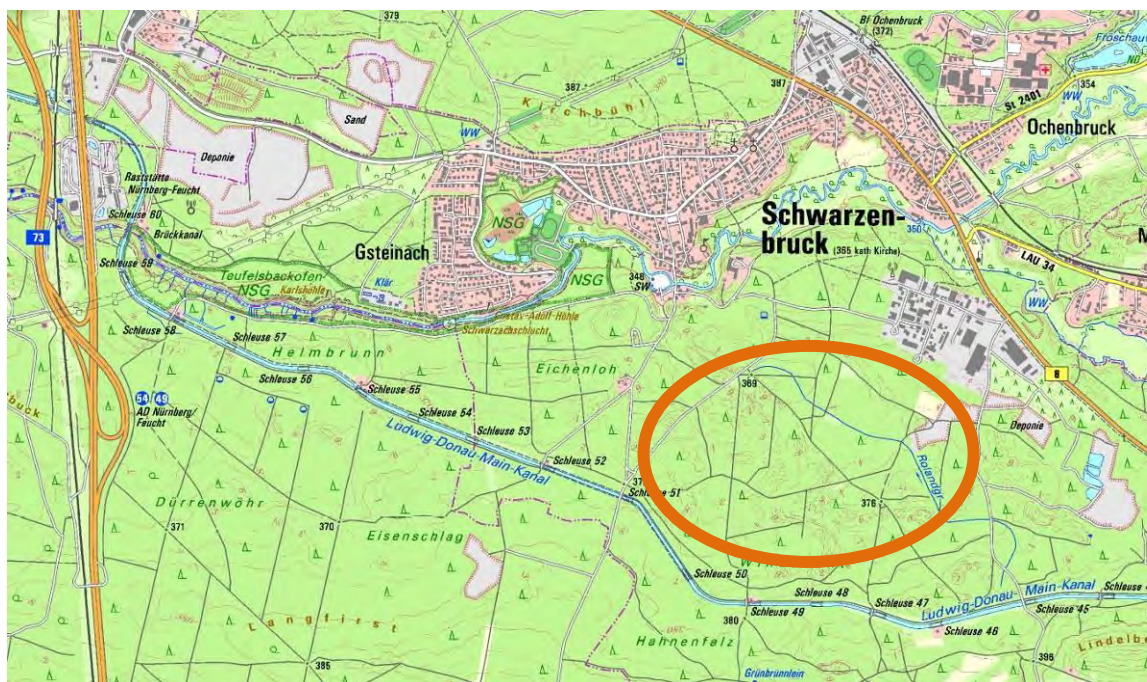 379
Bf Ochenbruck
(372)
387
St 2401
WW
354
Ochenbruck
Kirchbühl
WW
Sand
Deponie
Raststätte
Nürnberg-Feucht
Schleuse 60
Brückkanal
73
Schleuse 59
NSG
Gsteinach
Schwarzen-
bruck (365 kath Kirche)
350
LAU 34
Teufelsbackofen-
NSG
Karlshöhle
Klär.
NSG
348
SW
WW
Gustav-Adolf-Höhle
Schwarzachschlucht
Schleuse 58
Schleuse 57
Helmbrunn
Schleuse 56
Eichenloh
369
8
54 49
AD Nürnberg/
Feucht
Schleuse 55
Schleuse 54
Schleuse 53
Ludwig-Donau-Main-Kanal
Schleuse 52
Deponie
Rolandgr.
Schleuse 51
376
Dürrenwöhr
371
370
Eisenschlag
Schleuse 50
Schleuse 48
Schleuse 49
Schleuse 47
Ludwig-Donau
Main-Kanal
Schleuse 45
Schleuse 46
Langfirst
380
Hahnenfalz
385
398
Grünbrünnlein